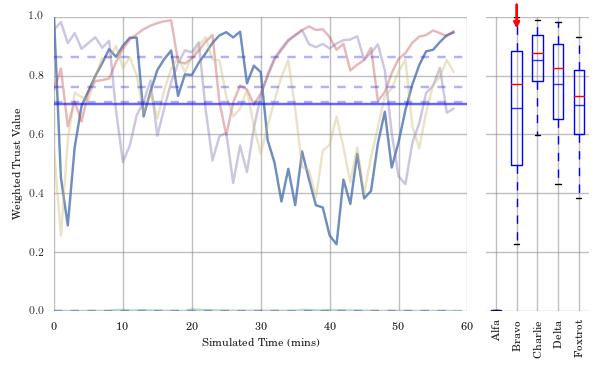 1.0
0.8
0.6
0.4
0.2
0.0
Weighted Trust Value
0 10 20 30 40 50 60
Simulated Time (mins)
Alfa
Bravo
Charlie
Delta
Foxtrot